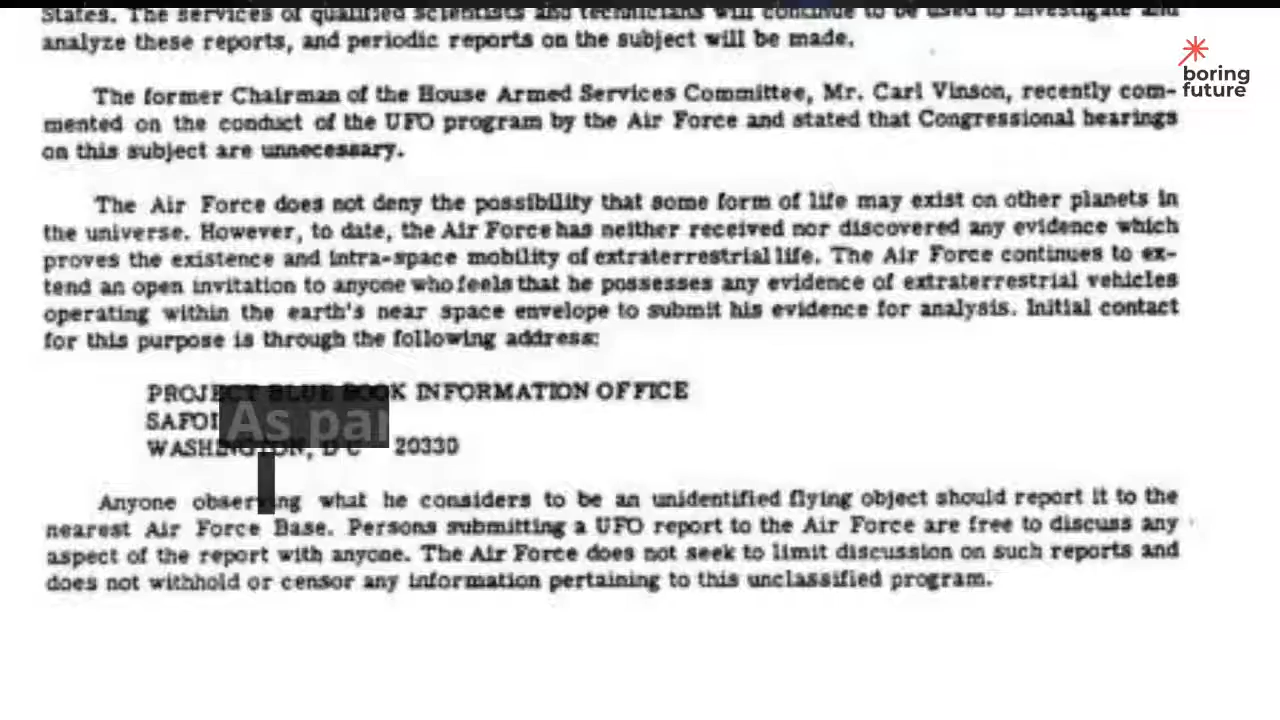 States. The services of qualified scientists and technicians will continue to be used to investigate and
analyze these reports, and periodic reports on the subject will be made.
The former Chairman of the House Armed Services Committee, Mr. Carl Vinson, recently com-
mented on the conduct of the UFO program by the Air Force and stated that Congressional hearings
on this subject are unnecessary.
The Air Force does not deny the possibility that some form of life may exist on other planets in
the universe. However, to date, the Air Force has neither received nor discovered any evidence which
proves the existence and intra-space mobility of extraterrestrial life. The Air Force continues to ex-
tend an open invitation to anyone who feels that he possesses any evidence of extraterrestrial vehicles
operating within the earth's near space envelope to submit his evidence for analysis. Initial contact
for this purpose is through the following address:
PROJECT BLUE BOOK INFORMATION OFFICE
SAFOI
WASHINGTON, D C 20330
Anyone observing what he considers to be an unidentified flying object should report it to the
nearest Air Force Base. Persons submitting a UFO report to the Air Force are free to discuss any
aspect of the report with anyone. The Air Force does not seek to limit discussion on such reports and
does not withhold or censor any information pertaining to this unclassified program.
As par
boring
future